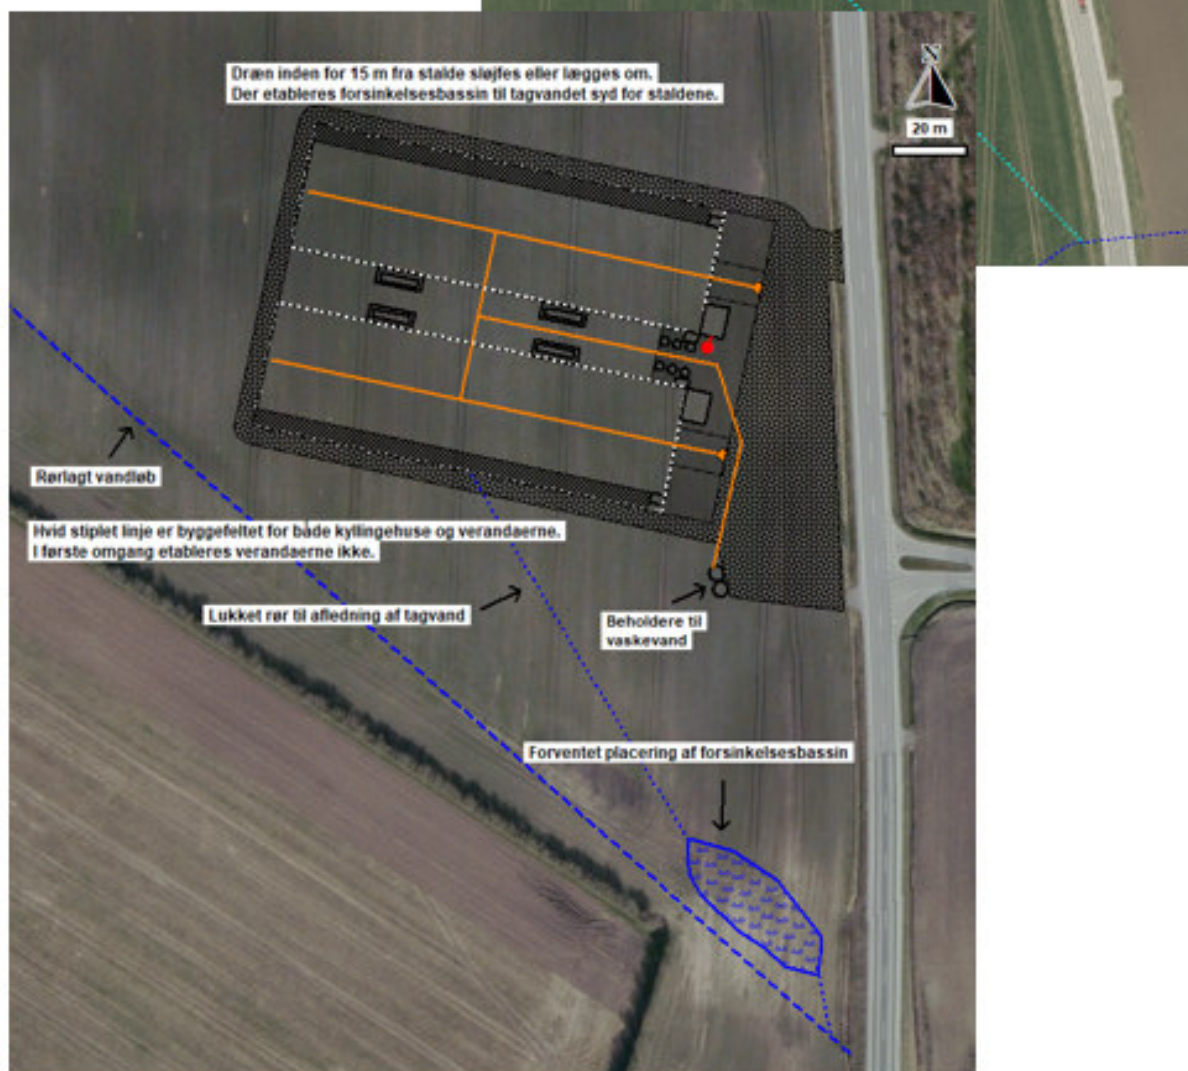 Dræn inden for 15 m fra stalde sløjfes eller lægges om.
Der etableres forsinkelsesbassin til tagvandet syd for staldene.
N
20 m
Rørlagt vandløb
Hvid stiplet linje er byggefeltet for både kyllingehuse og verandaerne.
I første omgang etableres verandaerne ikke.
Lukket rør til afledning af tagvand
Beholdere til
vaskevand
Forventet placering af forsinkelsesbassin